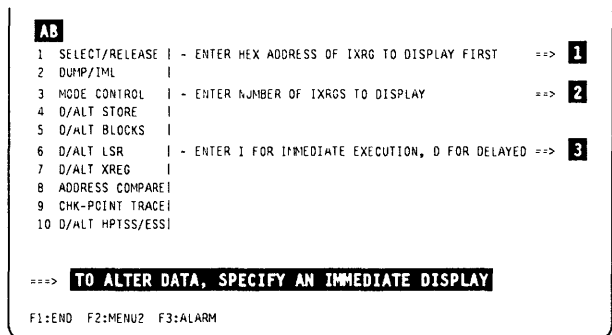 AB
1 SELECT/RELEASE | - ENTER HEX ADDRESS OF IXRG TO DISPLAY FIRST ==> 1
2 DUMP/IML |
3 MODE CONTROL | - ENTER NUMBER OF IXRGS TO DISPLAY ==> 2
4 D/ALT STORE |
5 D/ALT BLOCKS |
6 D/ALT LSR | - ENTER I FOR IMMEDIATE EXECUTION, D FOR DELAYED ==> 3
7 D/ALT XREG |
8 ADDRESS COMPARE|
9 CHK-POINT TRACE|
10 D/ALT HPTSS/ESS|
===> TO ALTER DATA, SPECIFY AN IMMEDIATE DISPLAY
F1:END F2:MENU2 F3:ALARM